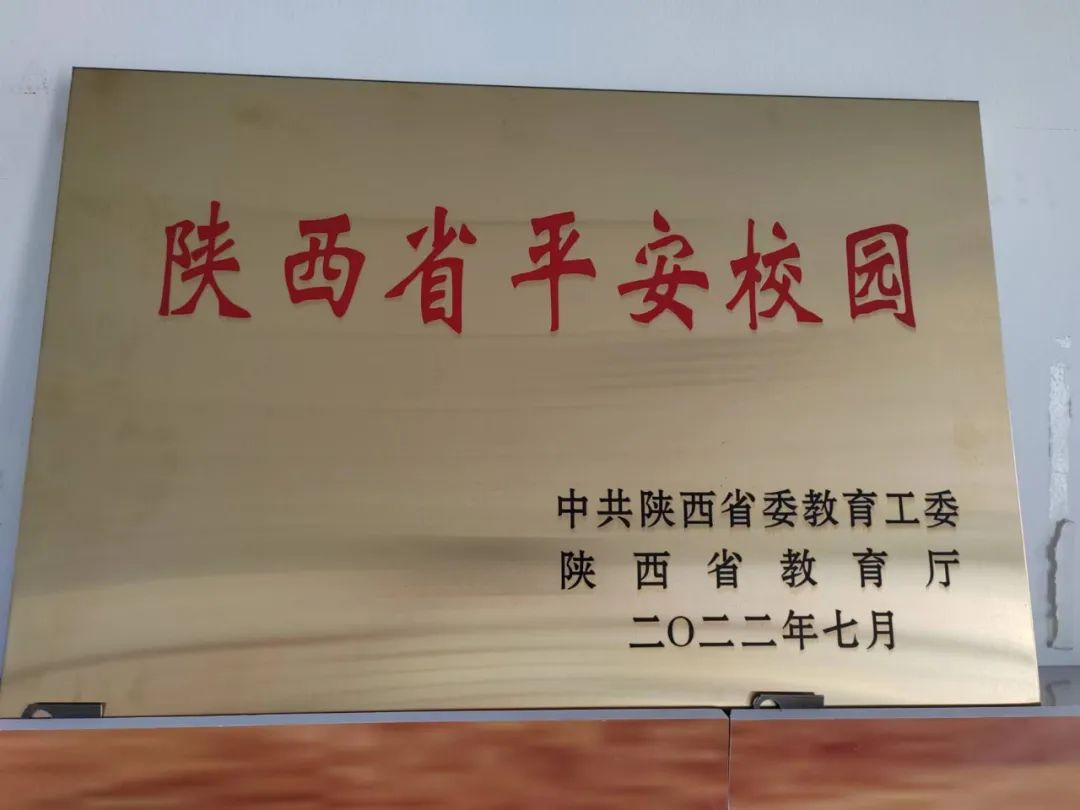 陕西省平安校园
中共陕西省委教育工委
陕西省教育厅
二〇二二年七月